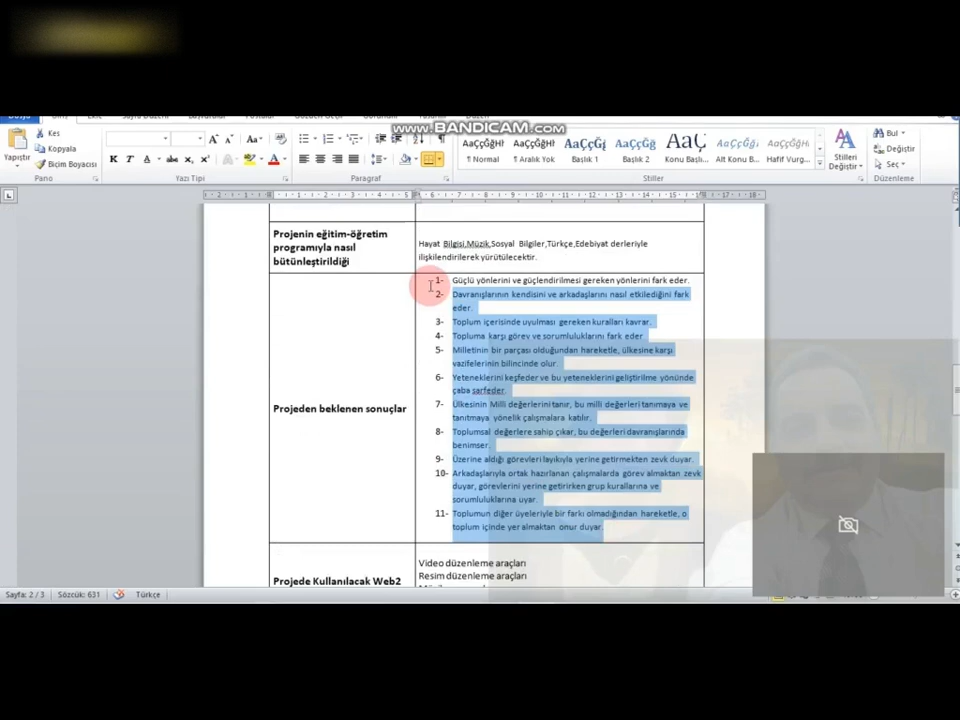 www.BANDICAM.com
Kes
Kopyala
Biçim Boyacısı
Yapıştır
Pano
Yazı Tipi
Paragraf
AaÇçĞğHl AaÇçĞğHl AaÇçĞğ AaÇçĞğ AaÇ AaÇçĞğ AaÇçĞğH
¶ Normal ¶ Aralık Yok Başlık 1 Başlık 2 Konu Başl... Alt Konu B... Hafif Vurg...
Stilleri Değiştir
Stiller
Bul
Değiştir
Seç
Düzenleme
Projenin eğitim-öğretim
programıyla nasıl
bütünleştirildiği
Hayat Bilgisi,Müzik,Sosyal Bilgiler,Türkçe,Edebiyat derleriyle
ilişkilendirilerek yürütülecektir.
Projeden beklenen sonuçlar
1- Güçlü yönlerini ve güçlendirilmesi gereken yönlerini fark eder.
2- Davranışlarının kendisini ve arkadaşlarını nasıl etkilediğini fark
eder.
3- Toplum içerisinde uyulması gereken kuralları kavrar.
4- Topluma karşı görev ve sorumluluklarını fark eder
5- Milletinin bir parçası olduğundan hareketle, ülkesine karşı
vazifelerinin bilincinde olur.
6- Yeteneklerini keşfeder ve bu yeteneklerini geliştirilme yönünde
çaba sarfeder.
7- Ülkesinin Milli değerlerini tanır, bu milli değerleri tanımaya ve
tanıtmaya yönelik çalışmalara katılır.
8- Toplumsal değerlere sahip çıkar, bu değerleri davranışlarında
benimser.
9- Üzerine aldığı görevleri layıkıyla yerine getirmekten zevk duyar.
10- Arkadaşlarıyla ortak hazırlanan çalışmalarda görev almaktan zevk
duyar, görevlerini yerine getirirken grup kurallarına ve
sorumluluklarına uyar.
11- Toplumun diğer üyeleriyle bir farkı olmadığından hareketle, o
toplum içinde yer almaktan onur duyar.
Projede Kullanılacak Web2
Video düzenleme araçları
Resim düzenleme araçları
Sayfa: 2 / 3 Sözcük: 631 Türkçe